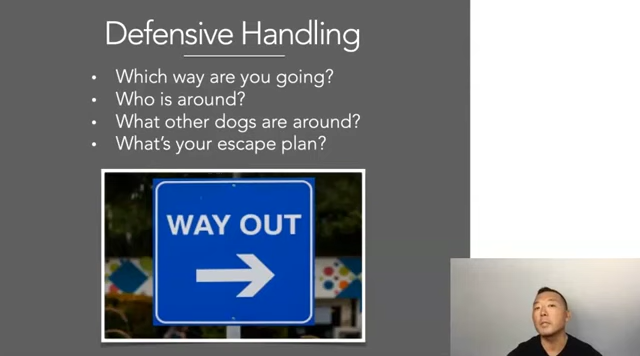 Defensive Handling
• Which way are you going?
• Who is around?
• What other dogs are around?
• What's your escape plan?
WAY OUT